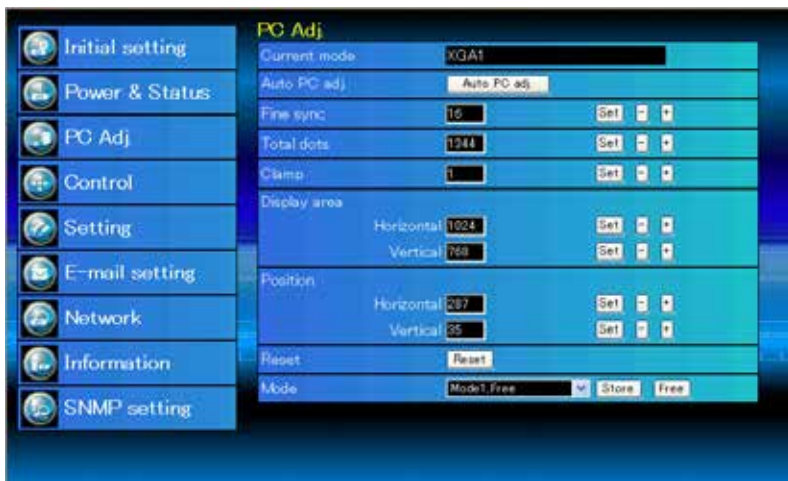 Initial setting
Power & Status
PC Adj.
Control
Setting
E-mail setting
Network
Information
SNMP setting
PC Adj.
Current mode XGA1
Auto PC adj. Auto PC adj.
Fine sync 16 Set - +
Total dots 1344 Set - +
Clamp 1 Set - +
Display area
Horizontal 1024 Set - +
Vertical 768 Set - +
Position
Horizontal 287 Set - +
Vertical 35 Set - +
Reset Reset
Mode Mode1,Free Store Free